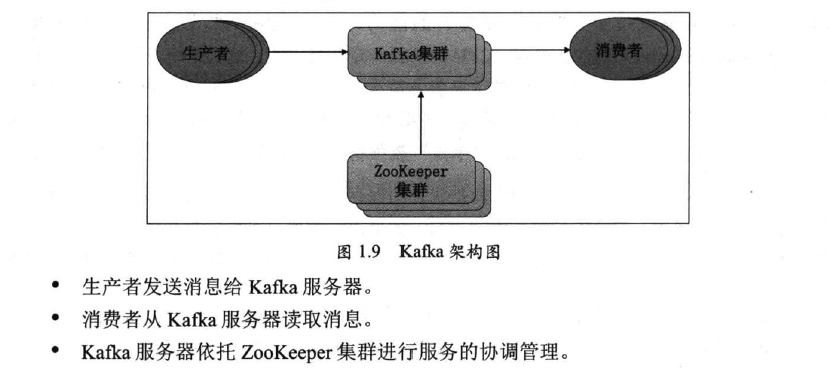 生产者
Kafka集群
消费者
ZooKeeper
集群
图 1.9 Kafka 架构图
• 生产者发送消息给 Kafka 服务器。
• 消费者从 Kafka 服务器读取消息。
• Kafka 服务器依托 ZooKeeper 集群进行服务的协调管理。